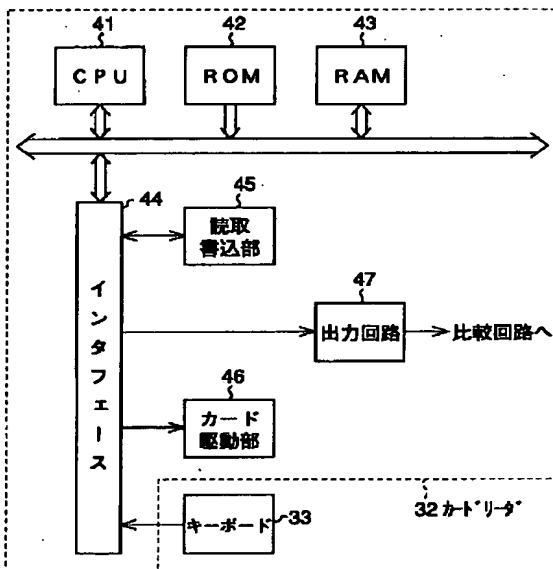 41
42
43
CPU
ROM
RAM
44
45
読取
書込部
インタフェース
47
出力回路
比較回路へ
46
カード
駆動部
キーボード
33
32 カードリーダ